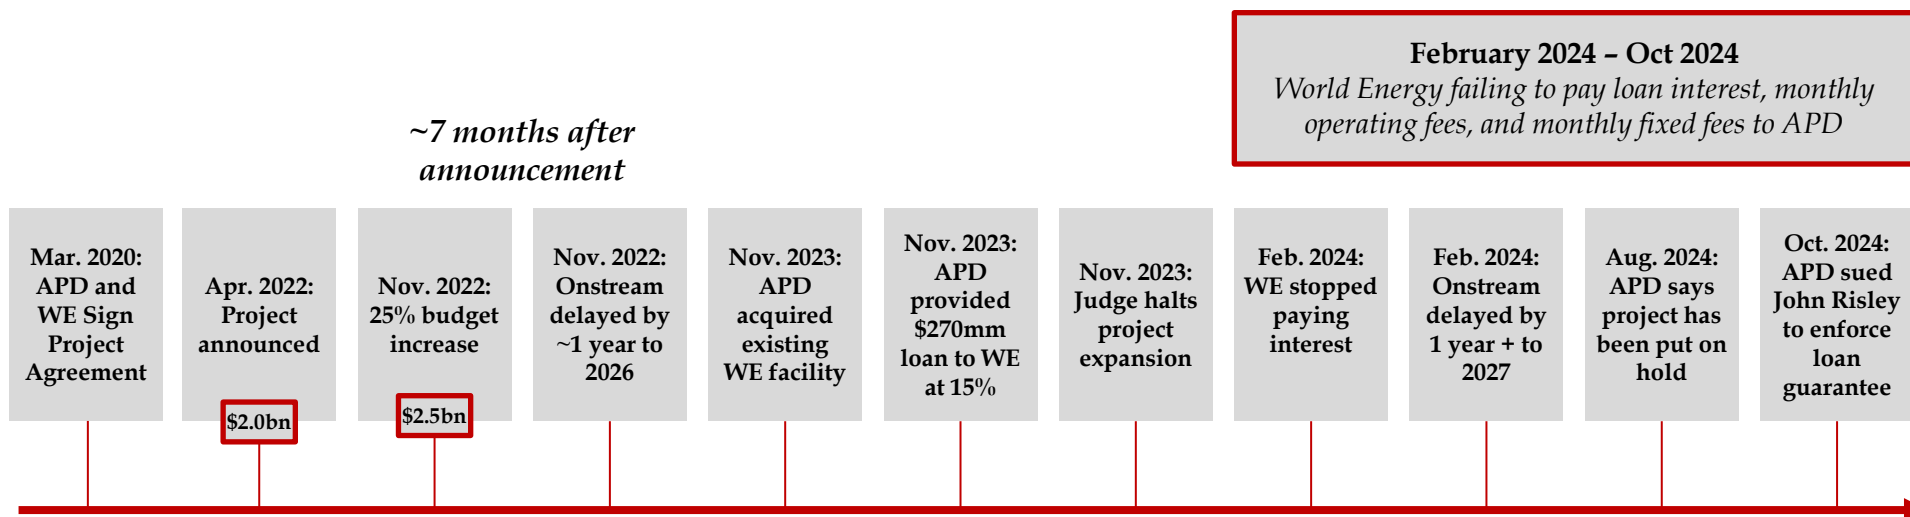 February 2024 – Oct 2024
World Energy failing to pay loan interest, monthly
operating fees, and monthly fixed fees to APD
~7 months after
announcement
Mar. 2020:
APD and
WE Sign
Project
Agreement
Apr. 2022:
Project
announced
$2.0bn
Nov. 2022:
25% budget
increase
$2.5bn
Nov. 2022:
Onstream
delayed by
~1 year to
2026
Nov. 2023:
APD
acquired
existing
WE facility
Nov. 2023:
APD
provided
$270mm
loan to WE
at 15%
Nov. 2023:
Judge halts
project
expansion
Feb. 2024:
WE stopped
paying
interest
Feb. 2024:
Onstream
delayed by
1 year + to
2027
Aug. 2024:
APD says
project has
been put on
hold
Oct. 2024:
APD sued
John Risley
to enforce
loan
guarantee